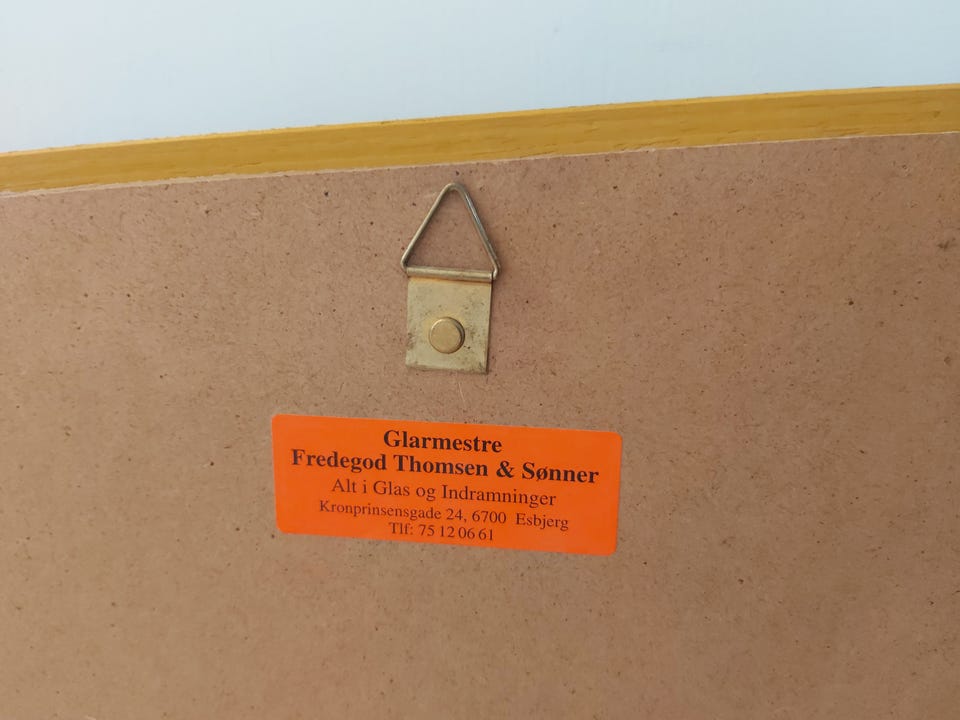 Glarmestre
Fredegod Thomsen & Sønner
Alt i Glas og Indramninger
Kronprinsensgade 24, 6700 Esbjerg
Tlf: 75 12 06 61